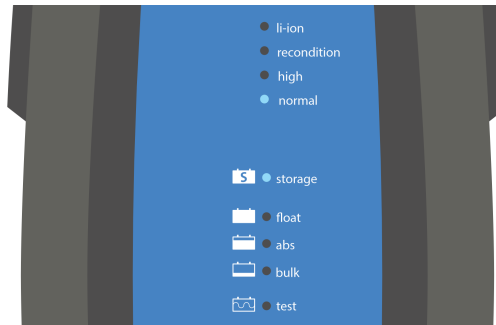 li-ion
recondition
high
normal
S storage
float
abs
bulk
test